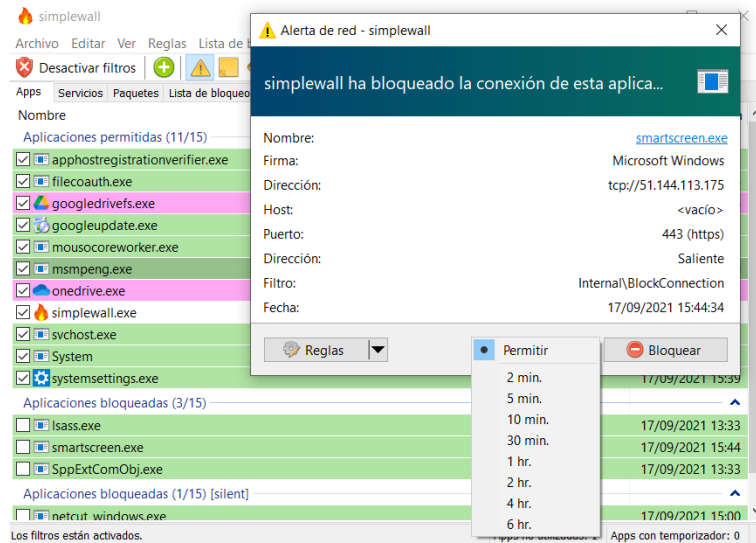 simplewall
Archivo Editar Ver Reglas Lista de
Desactivar filtros
Apps Servicios Paquetes Lista de bloqueo
Nombre
Aplicaciones permitidas (11/15)
apphostregistrationverifier.exe
filecoauth.exe
googledrivefs.exe
googleupdate.exe
mousocoreworker.exe
msmpeng.exe
onedrive.exe
simplewall.exe
svchost.exe
System
systemsettings.exe 17/09/2021 15:39
Aplicaciones bloqueadas (3/15)
lsass.exe 17/09/2021 13:33
smartscreen.exe 17/09/2021 15:44
SppExtComObj.exe 17/09/2021 13:33
Aplicaciones bloqueadas (1/15) [silent]
netcut_windows.exe 17/09/2021 15:00
Los filtros están activados. Apps no utilizadas: 1 Apps con temporizador: 0
Alerta de red - simplewall
simplewall ha bloqueado la conexión de esta aplica...
Nombre: smartscreen.exe
Firma: Microsoft Windows
Dirección: tcp://51.144.113.175
Host: <vacío>
Puerto: 443 (https)
Dirección: Saliente
Filtro: Internal\BlockConnection
Fecha: 17/09/2021 15:44:34
Reglas
Permitir
Bloquear
2 min.
5 min.
10 min.
30 min.
1 hr.
2 hr.
4 hr.
6 hr.